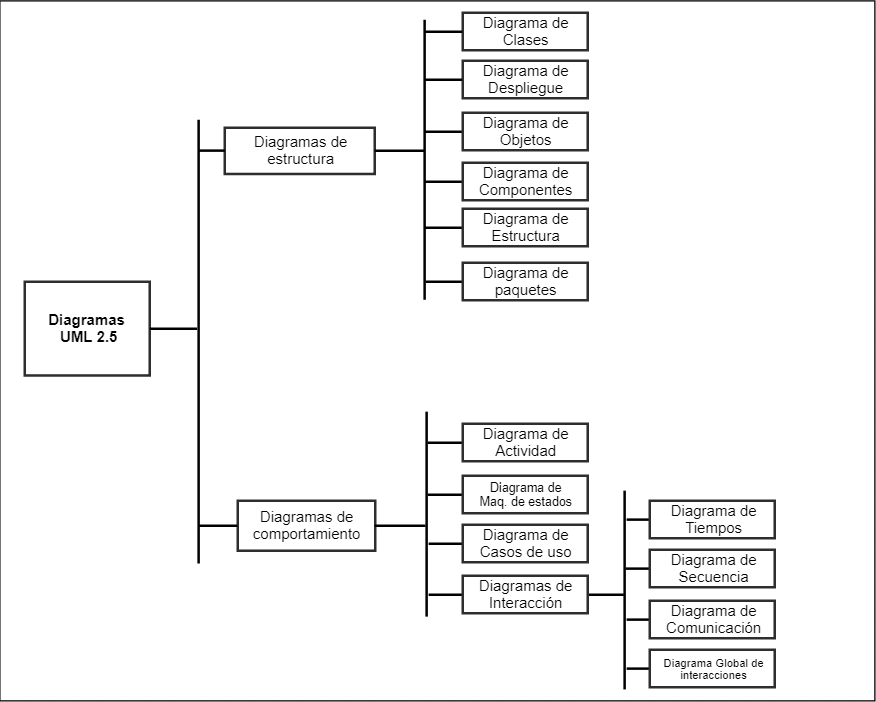 Diagramas
UML 2.5
Diagramas de
estructura
Diagrama de
Clases
Diagrama de
Despliegue
Diagrama de
Objetos
Diagrama de
Componentes
Diagrama de
Estructura
Diagrama de
paquetes
Diagramas de
comportamiento
Diagrama de
Actividad
Diagrama de
Maq. de estados
Diagrama de
Casos de uso
Diagramas de
Interacción
Diagrama de
Tiempos
Diagrama de
Secuencia
Diagrama de
Comunicación
Diagrama Global de
interacciones